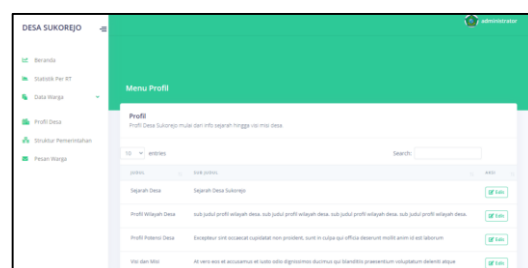 DESA SUKOREJO
administrator
Beranda
Statistik Per RT
Data Warga
Profil Desa
Struktur Pemerintahan
Pesan Warga
Menu Profil
Profil
Profil Desa Sukorejo mulai dari info sejarah hingga visi misi desa.
10 entries
Search:
JUDUL SUB JUDUL AKSI
Sejarah Desa Sejarah Desa Sukorejo Edit
Profil Wilayah Desa sub judul profil wilayah desa, sub judul profil wilayah desa, sub judul profil wilayah desa, sub judul profil wilayah desa. Edit
Profil Potensi Desa Excepteur sint occaecat cupidatat non proident, sunt in culpa qui officia deserunt mollit anim id est laborum Edit
Visi dan Misi At vero eos et accusamus et iusto odio dignissimos ducimus qui blanditiis praesentium voluptatum deleniti atque Edit